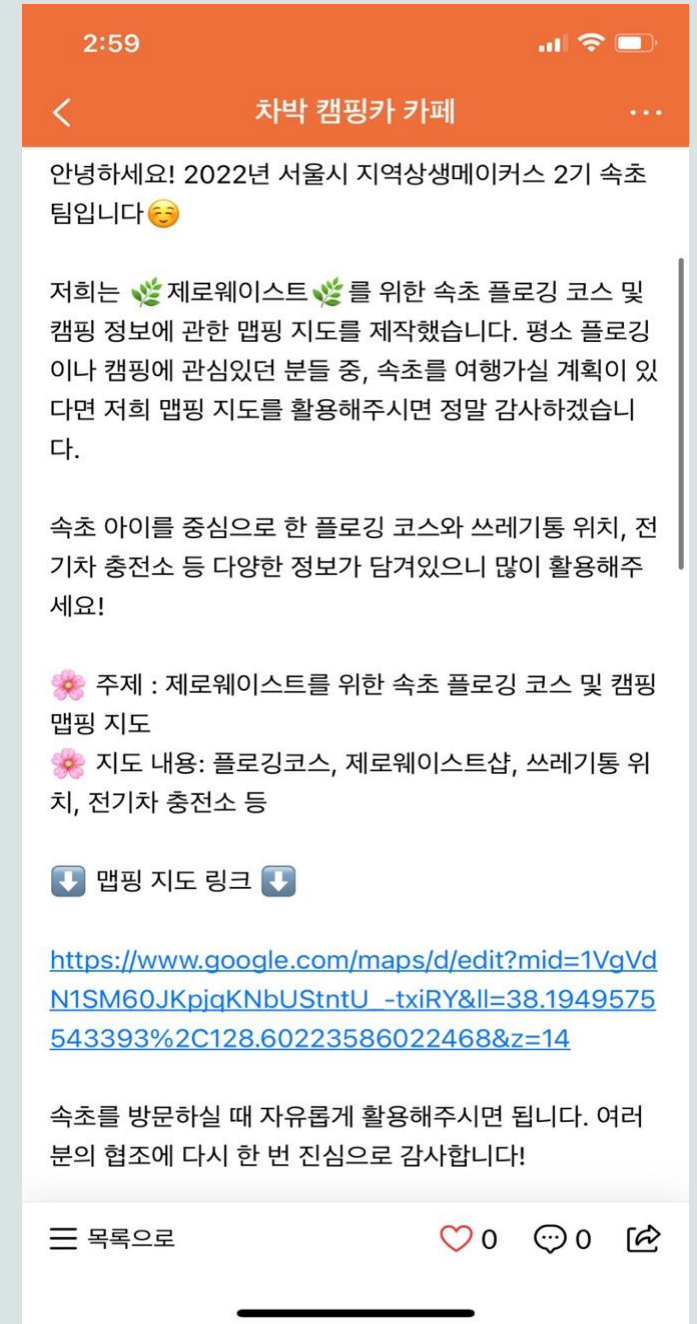 2:59
차박 캠핑카 카페
안녕하세요! 2022년 서울시 지역상생메이커스 2기 속초
팀입니다☺️
저희는 🌿제로웨이스트🌿를 위한 속초 플로깅 코스 및
캠핑 정보에 관한 맵핑 지도를 제작했습니다. 평소 플로깅
이나 캠핑에 관심있던 분들 중, 속초를 여행가실 계획이 있
다면 저희 맵핑 지도를 활용해주시면 정말 감사하겠습니
다.
속초 아이를 중심으로 한 플로깅 코스와 쓰레기통 위치, 전
기차 충전소 등 다양한 정보가 담겨있으니 많이 활용해주
세요!
🌸 주제 : 제로웨이스트를 위한 속초 플로깅 코스 및 캠핑
맵핑 지도
🌸 지도 내용: 플로깅코스, 제로웨이스트샵, 쓰레기통 위
치, 전기차 충전소 등
⬇️ 맵핑 지도 링크 ⬇️
https://www.google.com/maps/d/edit?mid=1VgVd
N1SM60JKpjqKNbUStntU_-txiRY&ll=38.1949575
543393%2C128.60223586022468&z=14
속초를 방문하실 때 자유롭게 활용해주시면 됩니다. 여러
분의 협조에 다시 한 번 진심으로 감사합니다!
목록으로 0 0